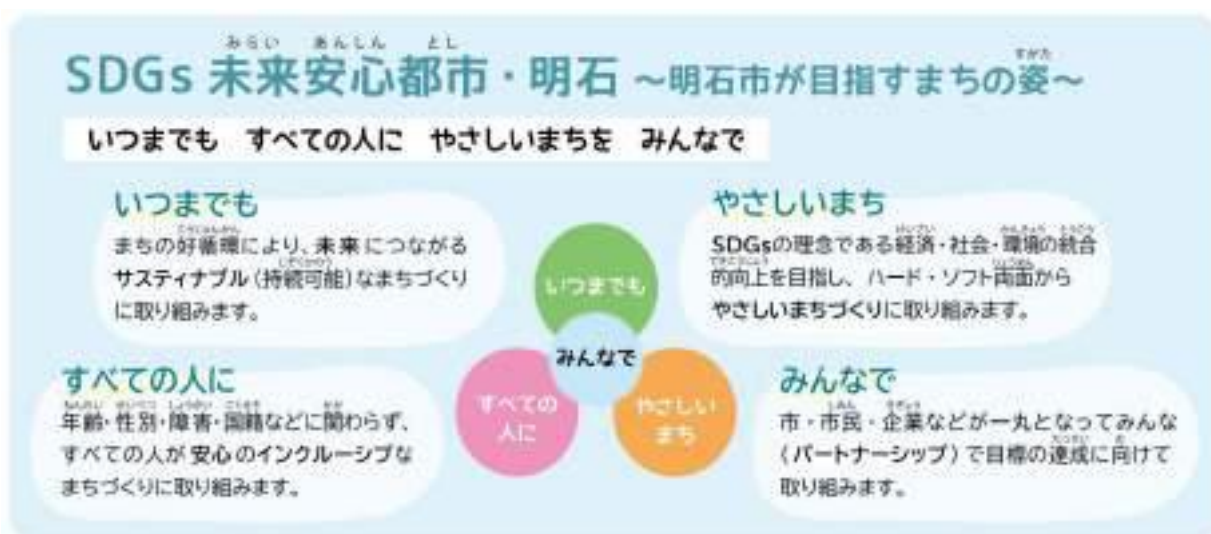 SDGs 未来安心都市・明石 ～明石市が目指すまちの姿～
いつまでも すべての人に やさしいまちを みんなで
いつまでも
まちの好循環により、未来につながる
サスティナブル(持続可能)なまちづくり
に取り組みます。
やさしいまち
SDGsの理念である経済・社会・環境の統合
的向上を目指し、ハード・ソフト両面から
やさしいまちづくりに取り組みます。
いつまでも
みんなで
すべての
人に
やさしい
まち
すべての人に
年齢・性別・障害・国籍などに関わらず、
すべての人が安心のインクルーシブな
まちづくりに取り組みます。
みんなで
市・市民・企業などが一丸となってみんな
(パートナーシップ)で目標の達成に向けて
取り組みます。